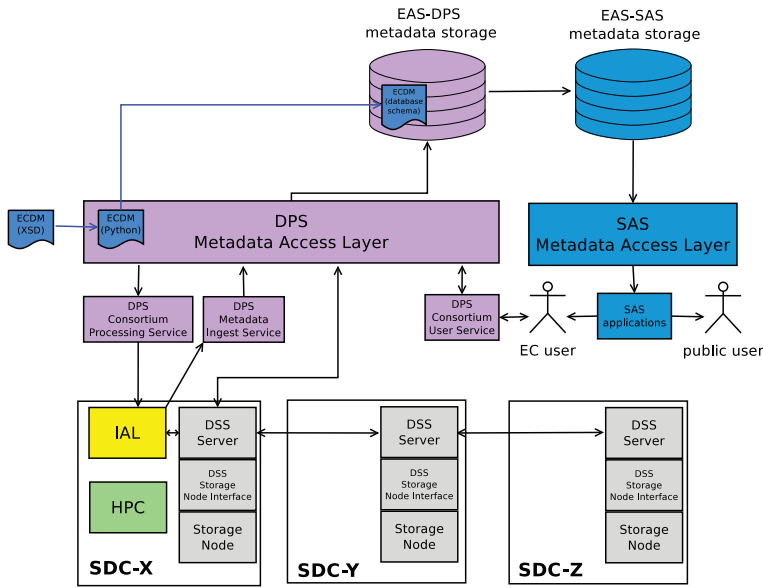 EAS-DPS
metadata storage
EAS-SAS
metadata storage
ECDM
(database
schema)
ECDM
(XSD)
ECDM
(Python)
DPS
Metadata Access Layer
SAS
Metadata Access Layer
DPS
Consortium
Processing Service
DPS
Metadata
Ingest Service
DPS
Consortium
User Service
EC user
SAS
applications
public user
IAL
HPC
DSS
Server
DSS
Storage
Node Interface
Storage
Node
SDC-X
DSS
Server
DSS
Storage
Node Interface
Storage
Node
SDC-Y
DSS
Server
DSS
Storage
Node Interface
Storage
Node
SDC-Z